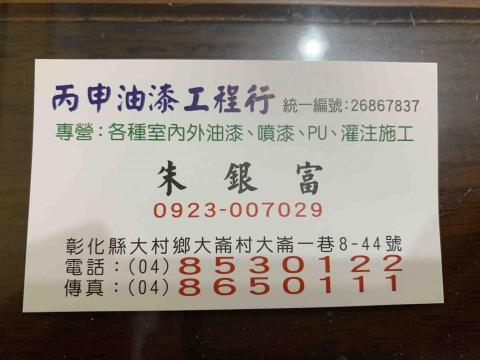 丙申油漆工程行 統一編號:26867837
專營：各種室內外油漆、噴漆、PU、灌注施工
朱銀富
0923-007029
彰化縣大村鄉大崙村大崙一巷8-44號
電話：(04)8530122
傳真：(04)8650111